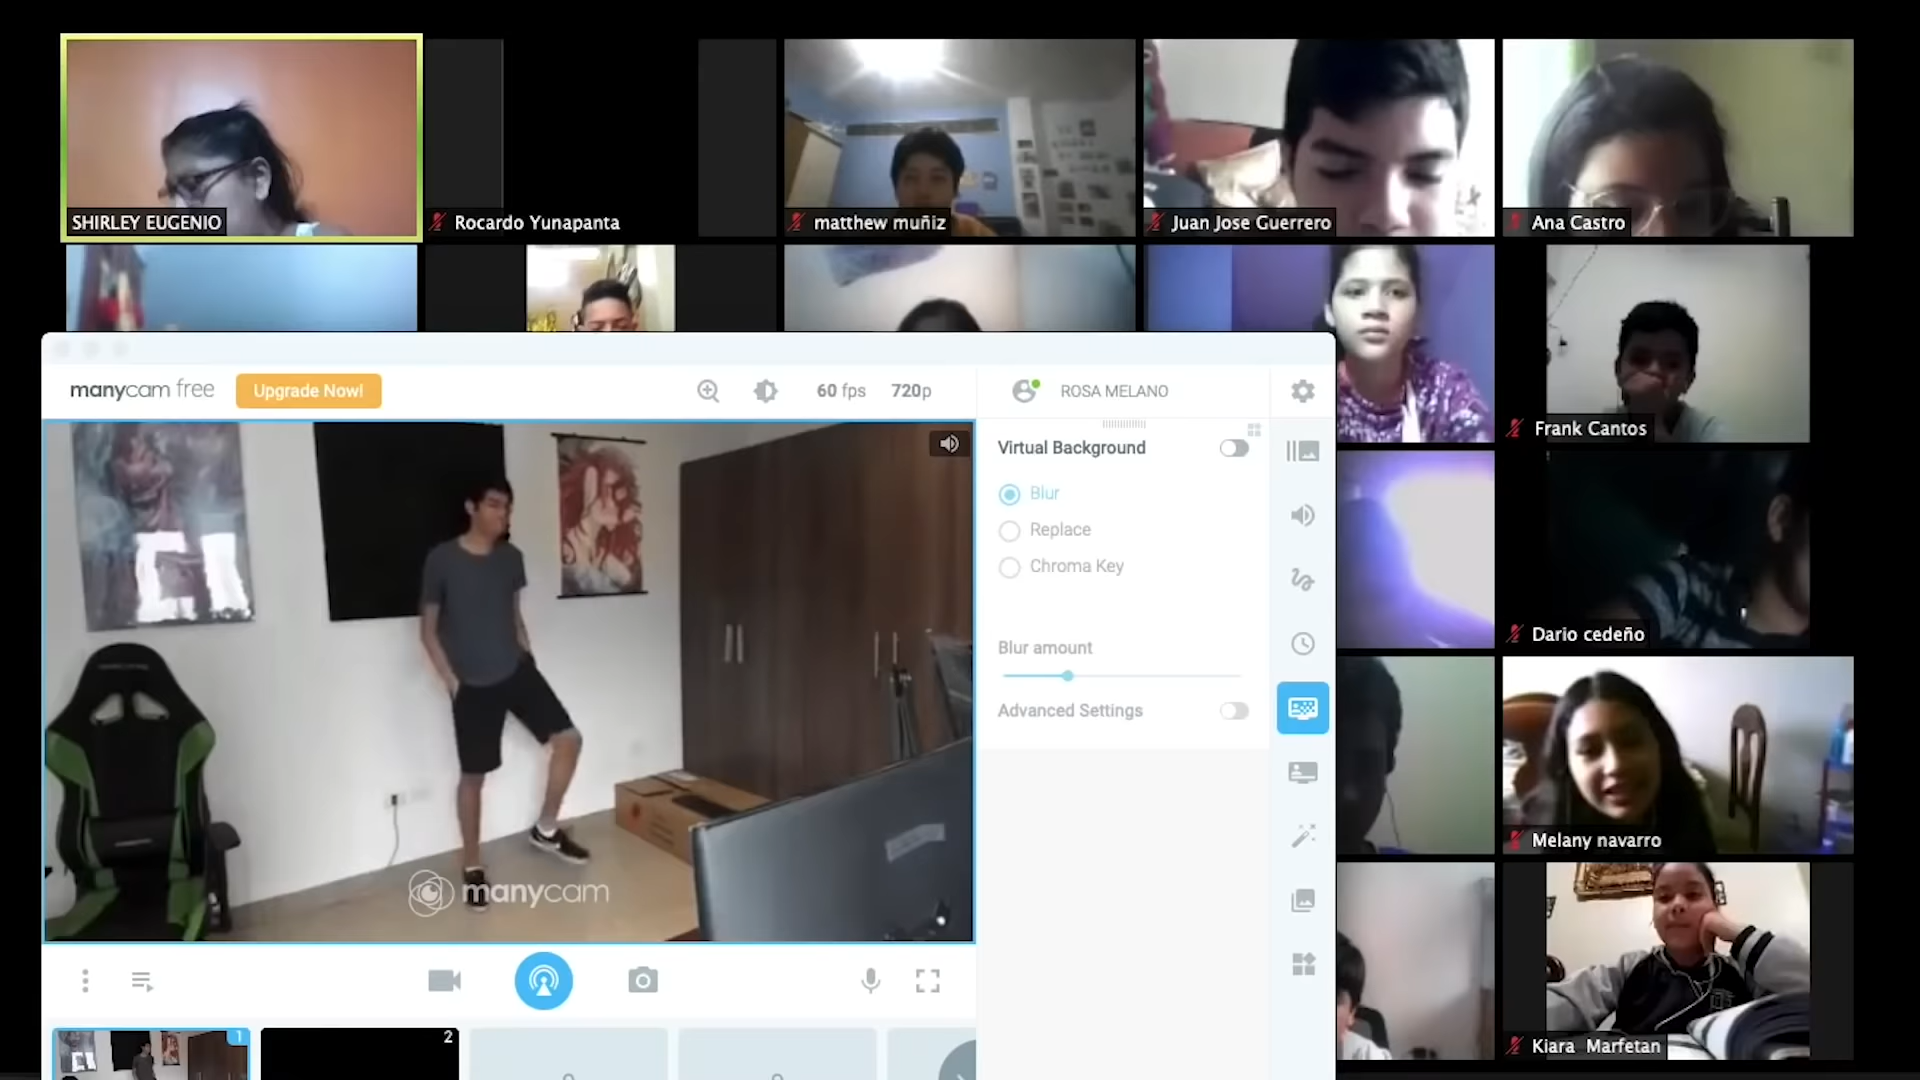 SHIRLEY EUGENIO
Rocardo Yunapanta
matthew muñiz
Juan Jose Guerrero
Ana Castro
Frank Cantos
Dario cedeño
Melany navarro
Kiara Marfetan
manycam free
Upgrade Now!
60 fps
720p
ROSA MELANO
Virtual Background
Blur
Replace
Chroma Key
Blur amount
Advanced Settings
manycam
1
2